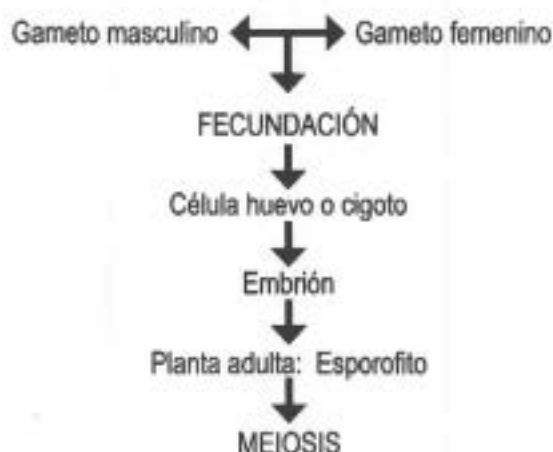 Gameto masculino Gameto femenino
FECUNDACIÓN
Célula huevo o cigoto
Embrión
Planta adulta: Esporofito
MEIOSIS